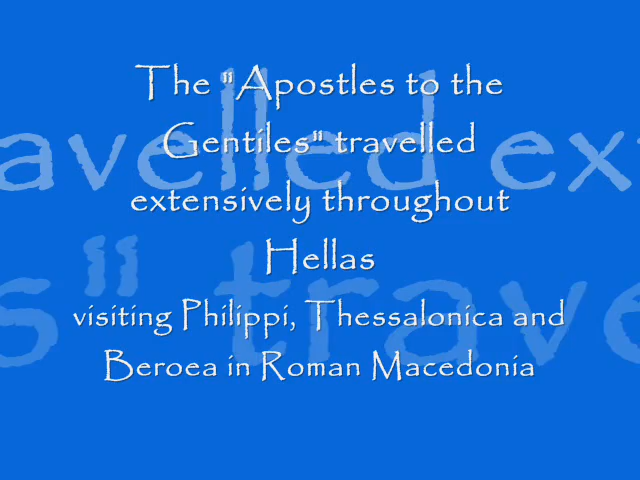 The "Apostles to the
Gentiles" travelled
extensively throughout
Hellas
visiting Philippi, Thessalonica and
Beroea in Roman Macedonia